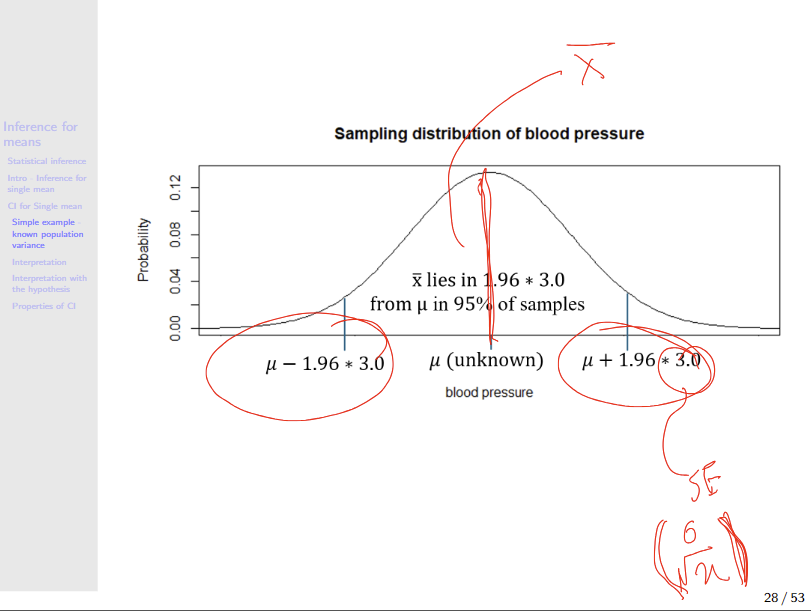 x̄
Inference for
means
Statistical inference
Intro - Inference for
single mean
CI for Single mean
Simple example -
known population
variance
Interpretation
Interpretation with
the hypothesis
Properties of CI
Sampling distribution of blood pressure
Probability
0.12
0.08
0.04
0.00
x̄ lies in 1.96 ∗ 3.0
from μ in 95% of samples
μ − 1.96 ∗ 3.0
μ (unknown)
μ + 1.96 ∗ 3.0
blood pressure
SE
(σ/√n)
28 / 53